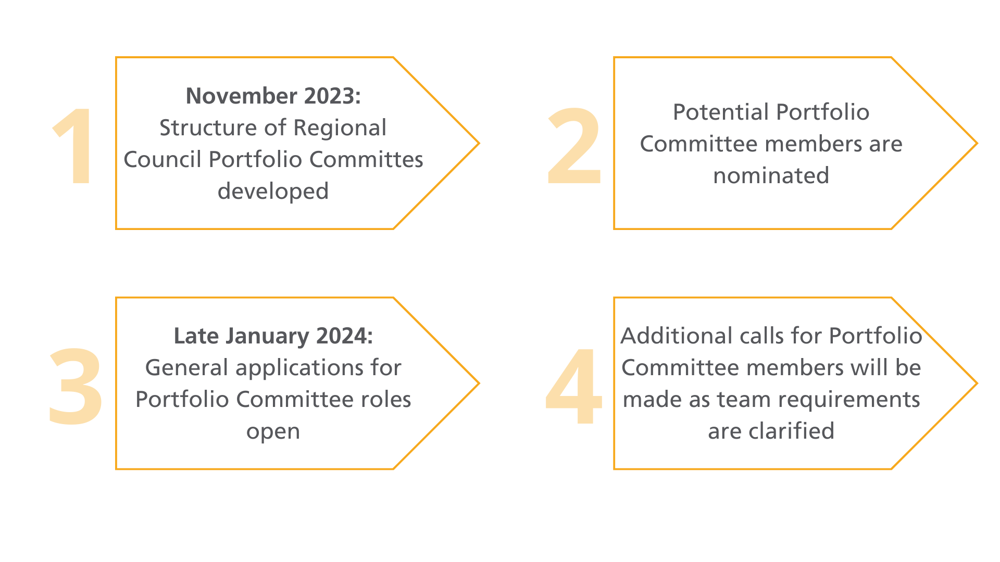 1
November 2023:
Structure of Regional
Council Portfolio Committes
developed
2
Potential Portfolio
Committee members are
nominated
3
Late January 2024:
General applications for
Portfolio Committee roles
open
4
Additional calls for Portfolio
Committee members will be
made as team requirements
are clarified